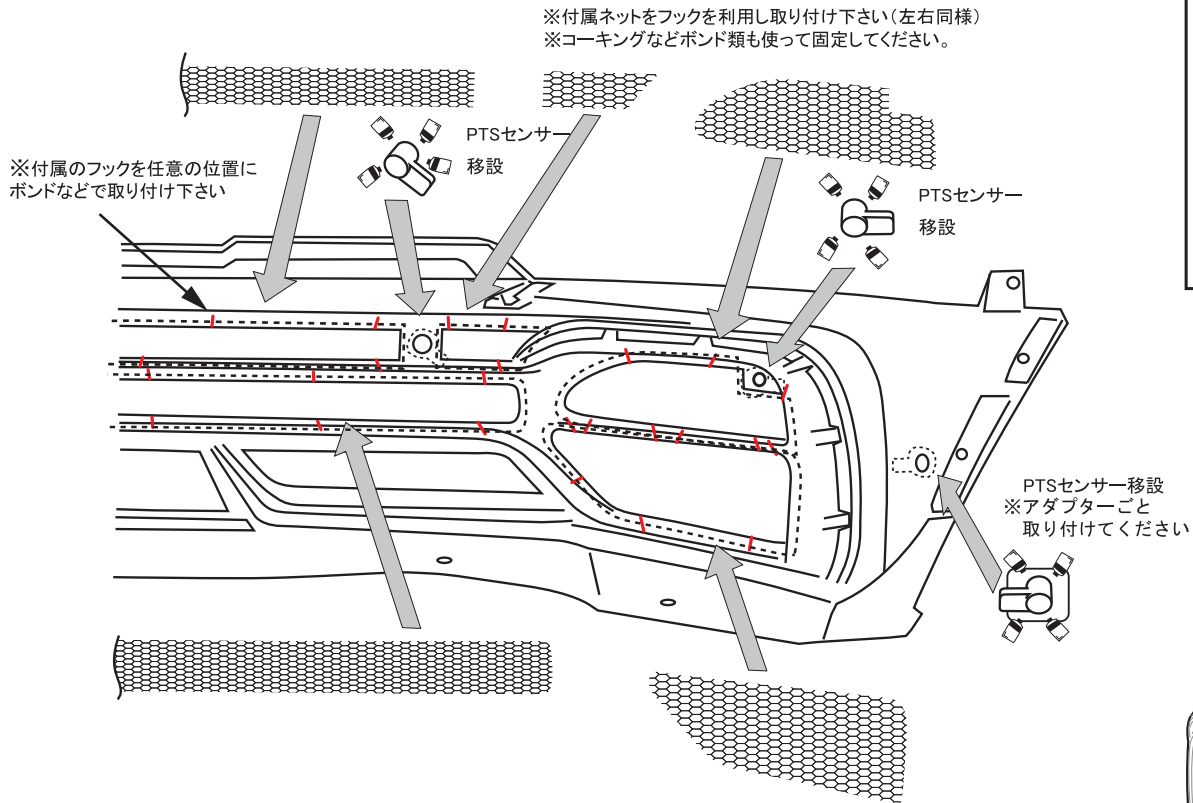 ※付属ネットをフックを利用し取り付け下さい（左右同様）
※コーキングなどボンド類も使って固定してください。
PTSセンサー
移設
※付属のフックを任意の位置に
ボンドなどで取り付け下さい
PTSセンサー
移設
PTSセンサー移設
※アダプターごと
取り付けてください